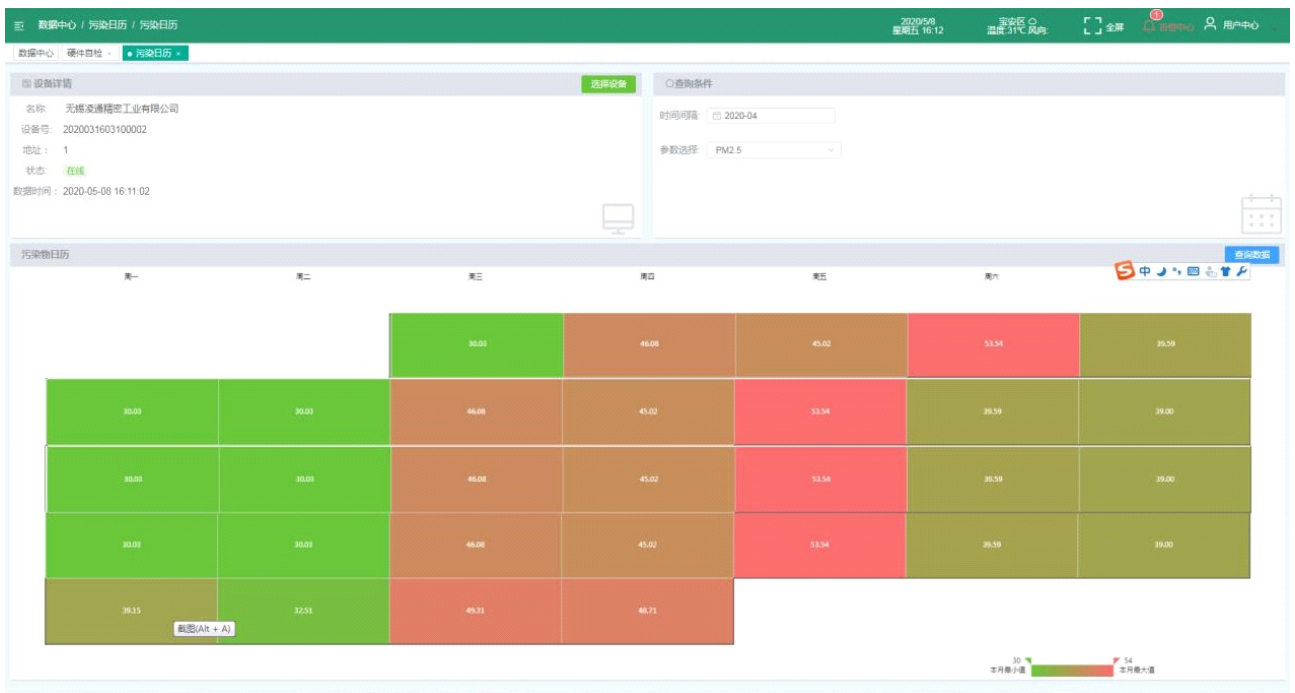 数据中心 / 污染日历 / 污染日历
2020/5/8
星期五 16:12
宝安区
温度:31℃ 风向:
全屏
1
用户中心
数据中心 硬件自检 × ● 污染日历 ×
设备详情 选择设备
查询条件
名称: 无锡凌通精密工业有限公司
设备号: 2020031603100002
地址: 1
状态: 在线
数据时间: 2020-05-08 16:11:02
时间间隔: 2020-04
参数选择: PM2.5
污染物日历 查询数据
周一 周二 周三 周四 周五 周六
中
30.03 46.08 45.02 53.54 39.59
30.03 30.03 46.08 45.02 53.54 39.59 39.00
30.03 30.03 46.08 45.02 53.54 39.59 39.00
30.03 30.03 46.08 45.02 53.54 39.59 39.00
39.15 32.51 49.31 48.71
截图(Alt + A)
30 54
本月最小值 本月最大值